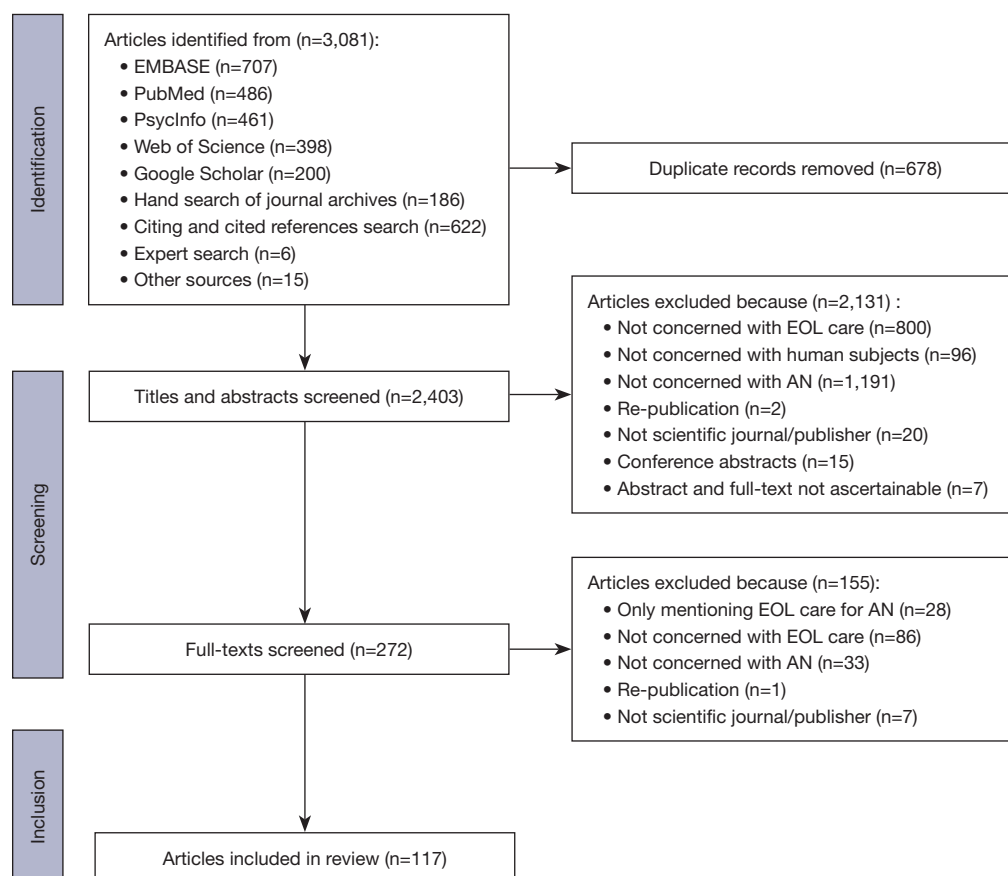 Identification
Articles identified from (n=3,081):
• EMBASE (n=707)
• PubMed (n=486)
• PsycInfo (n=461)
• Web of Science (n=398)
• Google Scholar (n=200)
• Hand search of journal archives (n=186)
• Citing and cited references search (n=622)
• Expert search (n=6)
• Other sources (n=15)
Duplicate records removed (n=678)
Screening
Titles and abstracts screened (n=2,403)
Articles excluded because (n=2,131) :
• Not concerned with EOL care (n=800)
• Not concerned with human subjects (n=96)
• Not concerned with AN (n=1,191)
• Re-publication (n=2)
• Not scientific journal/publisher (n=20)
• Conference abstracts (n=15)
• Abstract and full-text not ascertainable (n=7)
Full-texts screened (n=272)
Articles excluded because (n=155):
• Only mentioning EOL care for AN (n=28)
• Not concerned with EOL care (n=86)
• Not concerned with AN (n=33)
• Re-publication (n=1)
• Not scientific journal/publisher (n=7)
Inclusion
Articles included in review (n=117)